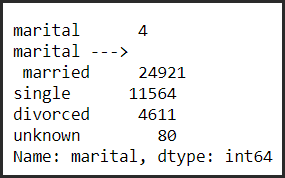 marital      4
marital --->
 married     24921
single      11564
divorced     4611
unknown        80
Name: marital, dtype: int64